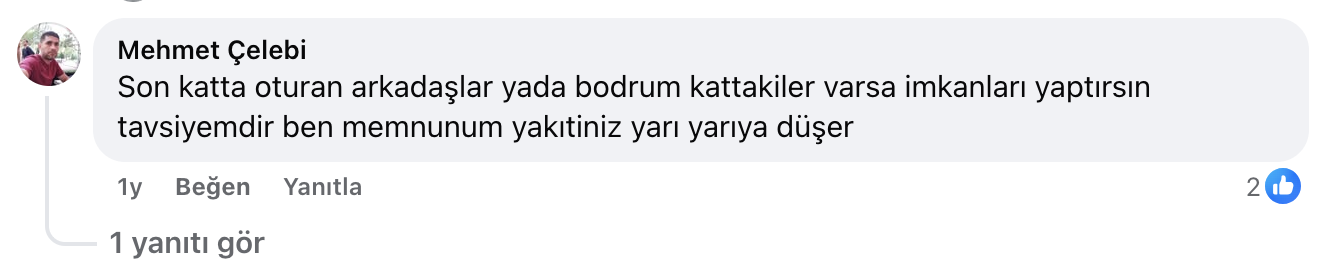 Mehmet Çelebi
Son katta oturan arkadaşlar yada bodrum kattakiler varsa imkanları yaptırsın
tavsiyemdir ben memnunum yakıtiniz yarı yarıya düşer
1y Beğen Yanıtla 2
1 yanıtı gör